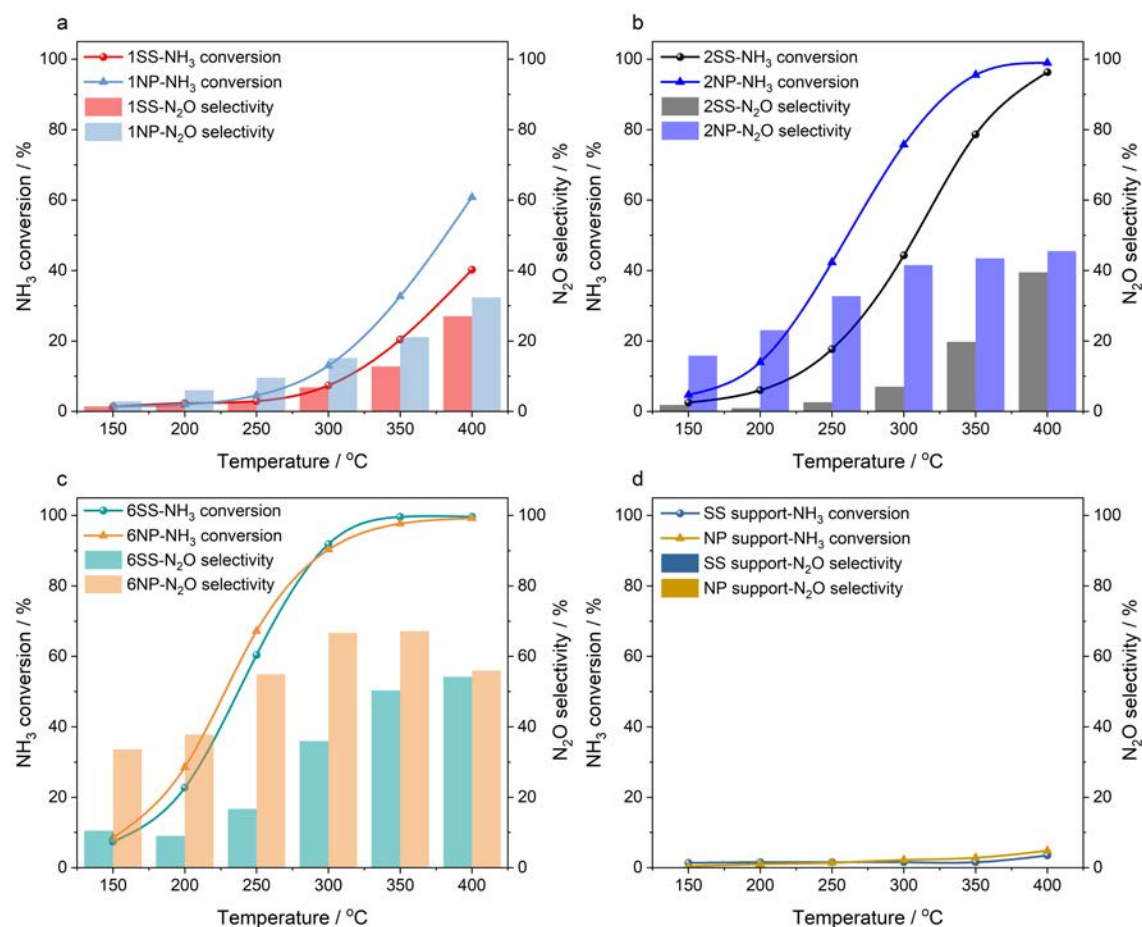 a
1SS-NH₃ conversion
1NP-NH₃ conversion
1SS-N₂O selectivity
1NP-N₂O selectivity
100
80
60
40
20
0
100
80
60
40
20
0
NH₃ conversion / %
N₂O selectivity / %
150 200 250 300 350 400
Temperature / °C
b
2SS-NH₃ conversion
2NP-NH₃ conversion
2SS-N₂O selectivity
2NP-N₂O selectivity
100
80
60
40
20
0
100
80
60
40
20
0
NH₃ conversion / %
N₂O selectivity / %
150 200 250 300 350 400
Temperature / °C
c
6SS-NH₃ conversion
6NP-NH₃ conversion
6SS-N₂O selectivity
6NP-N₂O selectivity
100
80
60
40
20
0
100
80
60
40
20
0
NH₃ conversion / %
N₂O selectivity / %
150 200 250 300 350 400
Temperature / °C
d
SS support-NH₃ conversion
NP support-NH₃ conversion
SS support-N₂O selectivity
NP support-N₂O selectivity
100
80
60
40
20
0
100
80
60
40
20
0
NH₃ conversion / %
N₂O selectivity / %
150 200 250 300 350 400
Temperature / °C